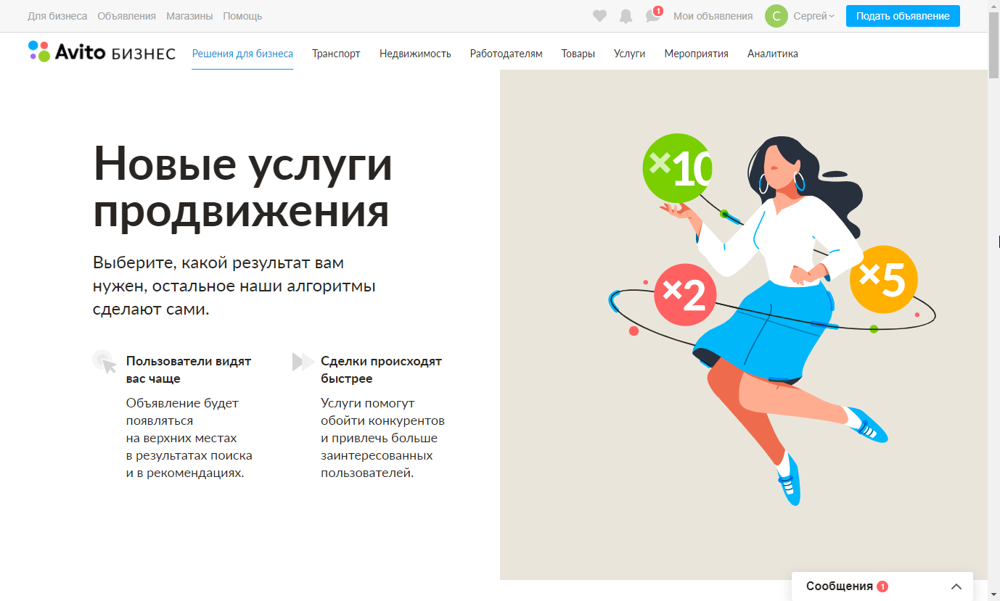 Для бизнеса Объявления Магазины Помощь 1 Мои объявления С Сергей Подать объявление
Avito БИЗНЕС Решения для бизнеса Транспорт Недвижимость Работодателям Товары Услуги Мероприятия Аналитика
Новые услуги
продвижения
Выберите, какой результат вам
нужен, остальное наши алгоритмы
сделают сами.
Пользователи видят
вас чаще
Объявление будет
появляться
на верхних местах
в результатах поиска
и в рекомендациях.
Сделки происходят
быстрее
Услуги помогут
обойти конкурентов
и привлечь больше
заинтересованных
пользователей.
×10
×2
×5
Сообщения 1